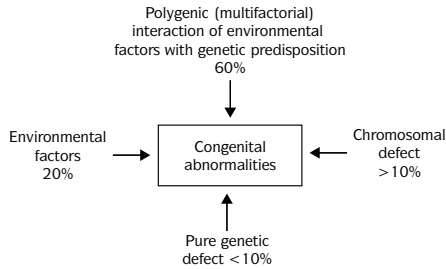 Polygenic (multifactorial)
interaction of environmental
factors with genetic predisposition
60%
Environmental
factors
20%
Congenital
abnormalities
Chromosomal
defect
>10%
Pure genetic
defect <10%